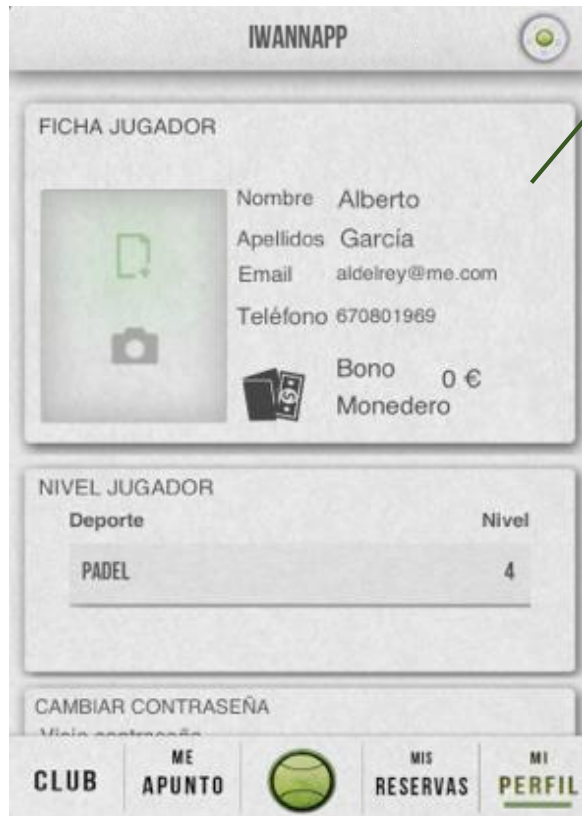 IWANNAPP
FICHA JUGADOR
Nombre Alberto
Apellidos García
Email aldelrey@me.com
Teléfono 670801969
Bono
Monedero 0 €
NIVEL JUGADOR
Deporte Nivel
PADEL 4
CAMBIAR CONTRASEÑA
CLUB
ME
APUNTO
MIS
RESERVAS
MI
PERFIL